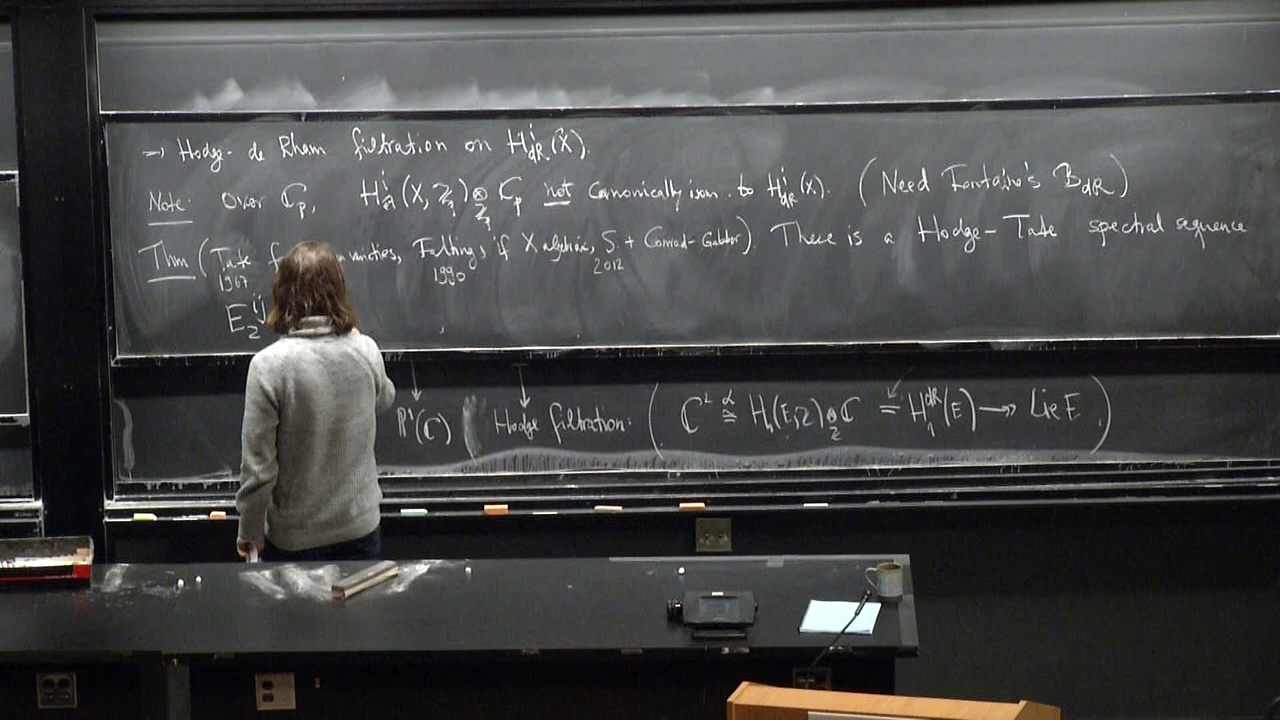 → Hodge-de Rham filtration on H^i_dR(X).
Note: Over ℂ_p, H^i_ét(X, ℤ_p) ⊗_ℤ_p ℂ_p not canonically isom. to H^i_dR(X). (Need Fontaine's B_dR)
Thm (Tate f varieties, Faltings, if X algebraic, S. + Conrad-Gabber). There is a Hodge-Tate spectral sequence
1967 1990 2012
E_2^ij
P^1(ℂ) Hodge filtration: (ℂ^2 ≅^α H_1(E,ℤ) ⊗_ℤ ℂ = H_1^dR(E) ↠ Lie E)